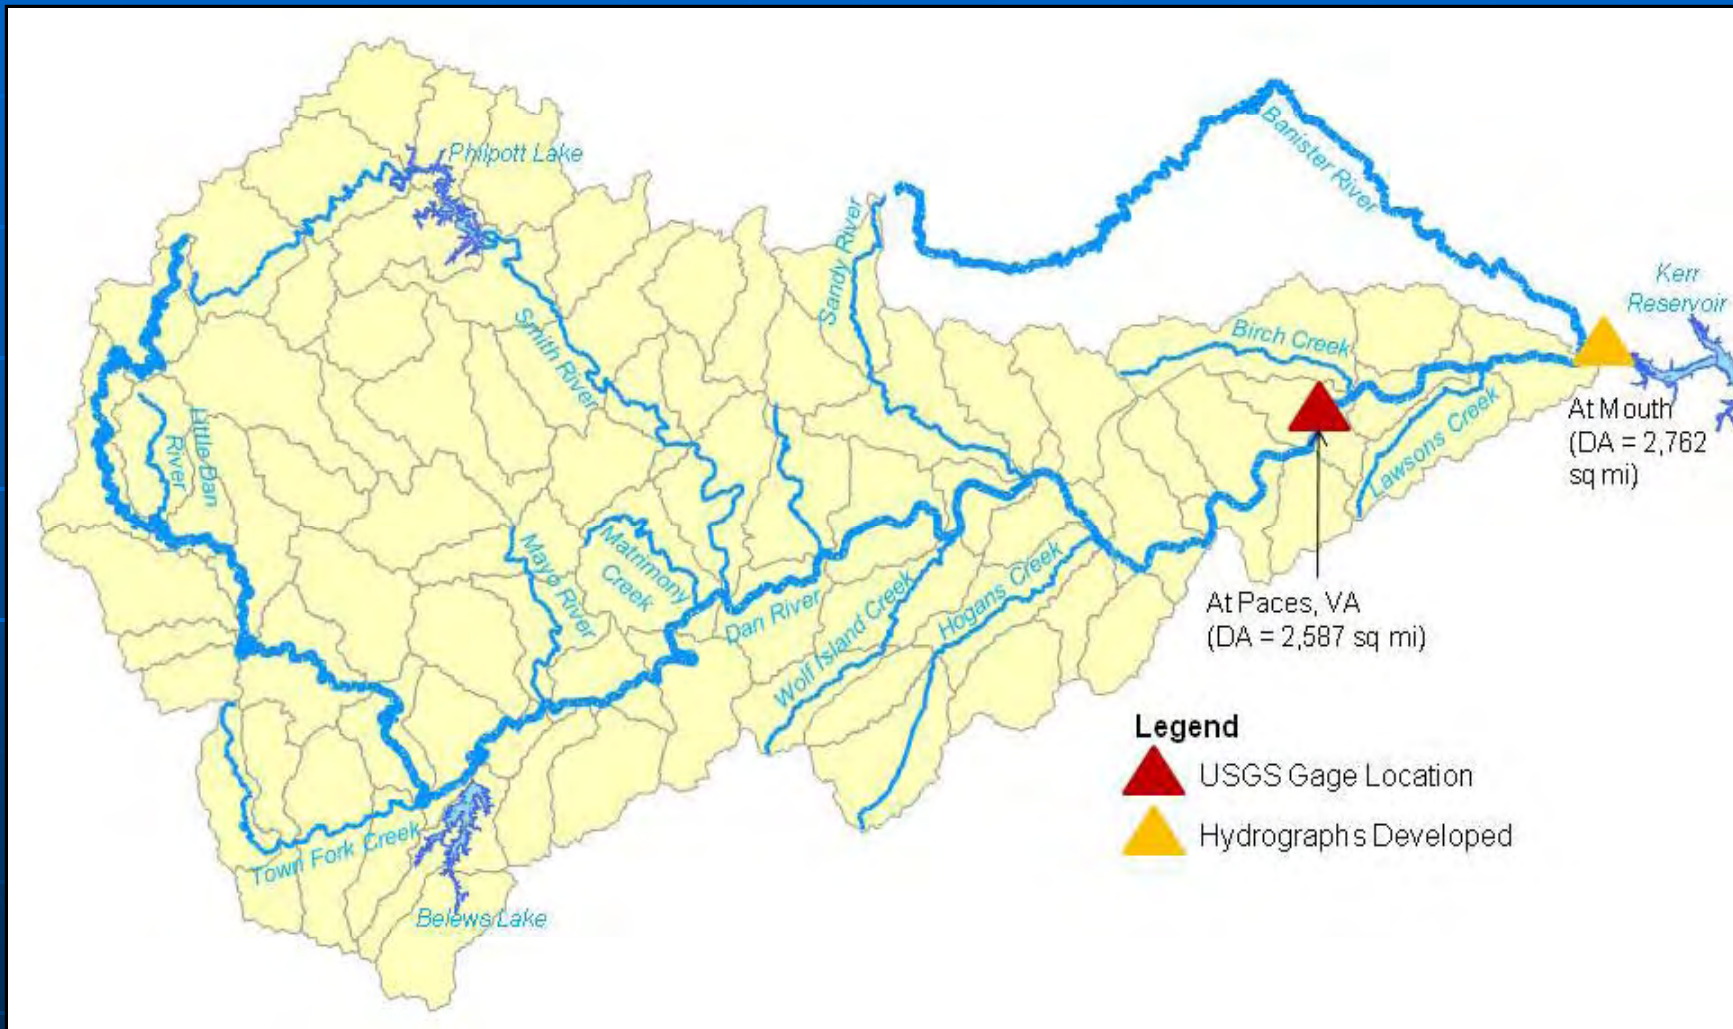 Philpott Lake
Banister River
Sandy River
Kerr
Reservoir
Smith River
Birch Creek
Little Dan
River
At Mouth
(DA = 2,762
sq mi)
Lawsons Creek
Mayo River
Matrimony
Creek
Dan River
Wolf Island Creek
Hogans Creek
At Paces, VA
(DA = 2,587 sq mi)
Town Fork Creek
Belews Lake
Legend
USGS Gage Location
Hydrographs Developed